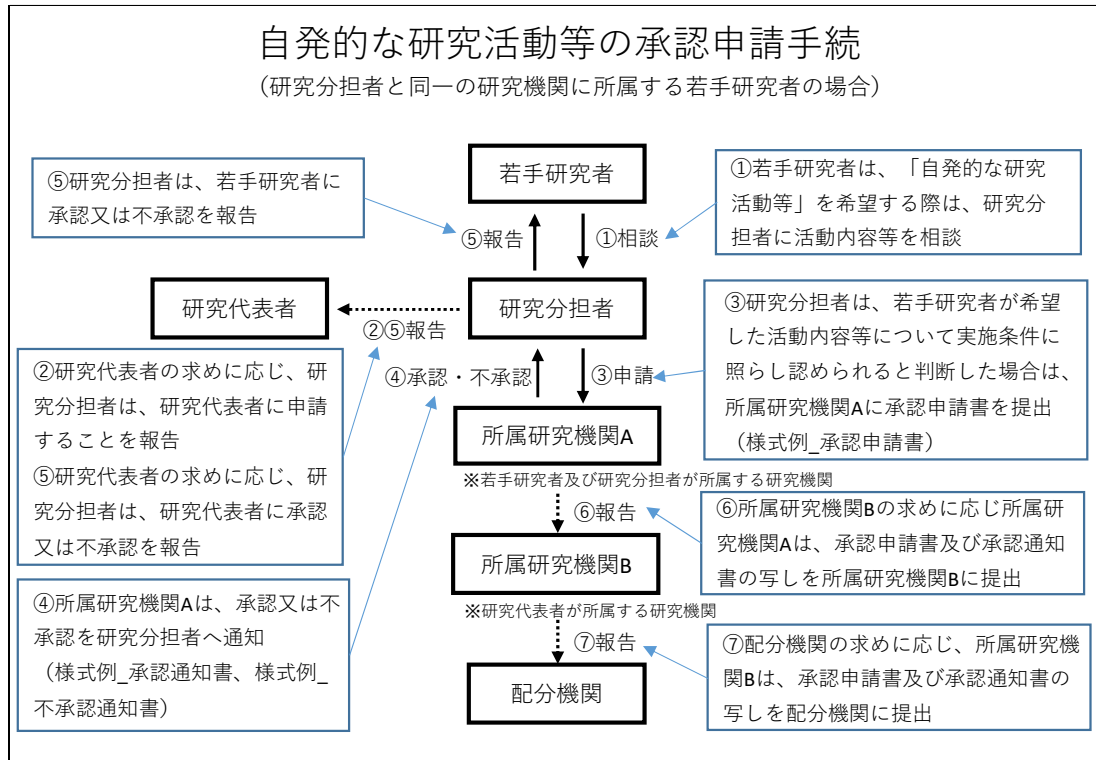 自発的な研究活動等の承認申請手続
(研究分担者と同一の研究機関に所属する若手研究者の場合)
若手研究者
⑤研究分担者は、若手研究者に
承認又は不承認を報告
①若手研究者は、「自発的な研究
活動等」を希望する際は、研究分
担者に活動内容等を相談
⑤報告
①相談
研究代表者
②⑤報告
研究分担者
③研究分担者は、若手研究者が希望
した活動内容等について実施条件に
照らし認められると判断した場合は、
所属研究機関Aに承認申請書を提出
(様式例_承認申請書)
②研究代表者の求めに応じ、研
究分担者は、研究代表者に申請
することを報告
⑤研究代表者の求めに応じ、研
究分担者は、研究代表者に承認
又は不承認を報告
④承認・不承認
③申請
所属研究機関A
※若手研究者及び研究分担者が所属する研究機関
⑥報告
⑥所属研究機関Bの求めに応じ所属研
究機関Aは、承認申請書及び承認通知
書の写しを所属研究機関Bに提出
所属研究機関B
※研究代表者が所属する研究機関
④所属研究機関Aは、承認又は不
承認を研究分担者へ通知
(様式例_承認通知書、様式例_
不承認通知書)
⑦報告
⑦配分機関の求めに応じ、所属研究機
関Bは、承認申請書及び承認通知書の
写しを配分機関に提出
配分機関